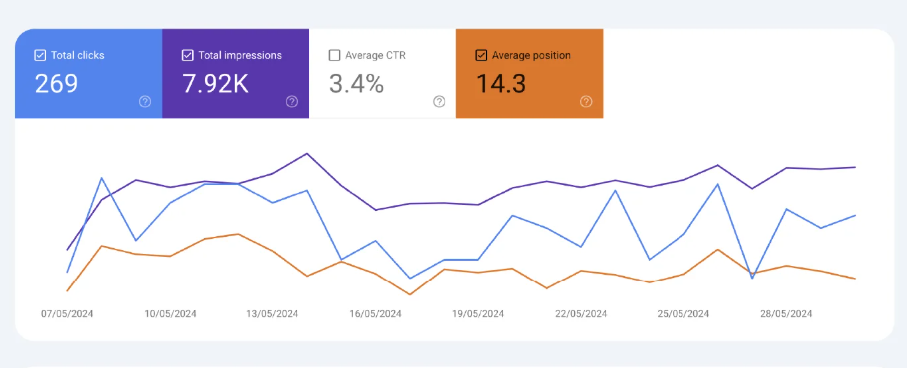 Total clicks
269
Total impressions
7.92K
Average CTR
3.4%
Average position
14.3
07/05/2024 10/05/2024 13/05/2024 16/05/2024 19/05/2024 22/05/2024 25/05/2024 28/05/2024